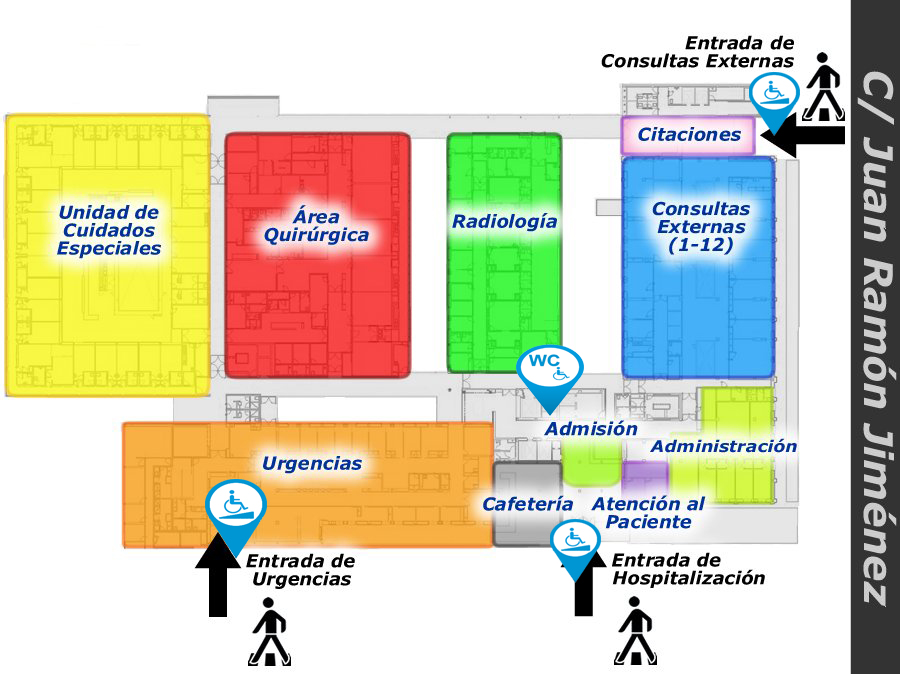 Entrada de
Consultas Externas
Citaciones
Unidad de
Cuidados
Especiales
Área
Quirúrgica
Radiología
Consultas
Externas
(1-12)
WC
Admisión
Administración
Urgencias
Cafetería
Atención al
Paciente
Entrada de
Urgencias
Entrada de
Hospitalización
C/ Juan Ramón Jiménez